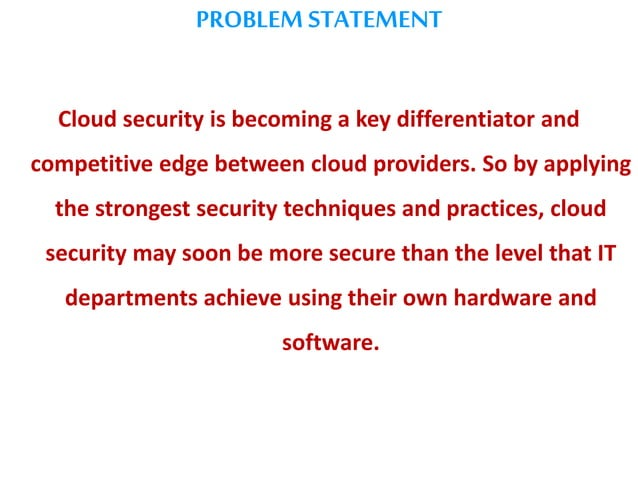 PROBLEM STATEMENT
Cloud security is becoming a key differentiator and
competitive edge between cloud providers. So by applying
the strongest security techniques and practices, cloud
security may soon be more secure than the level that IT
departments achieve using their own hardware and
software.